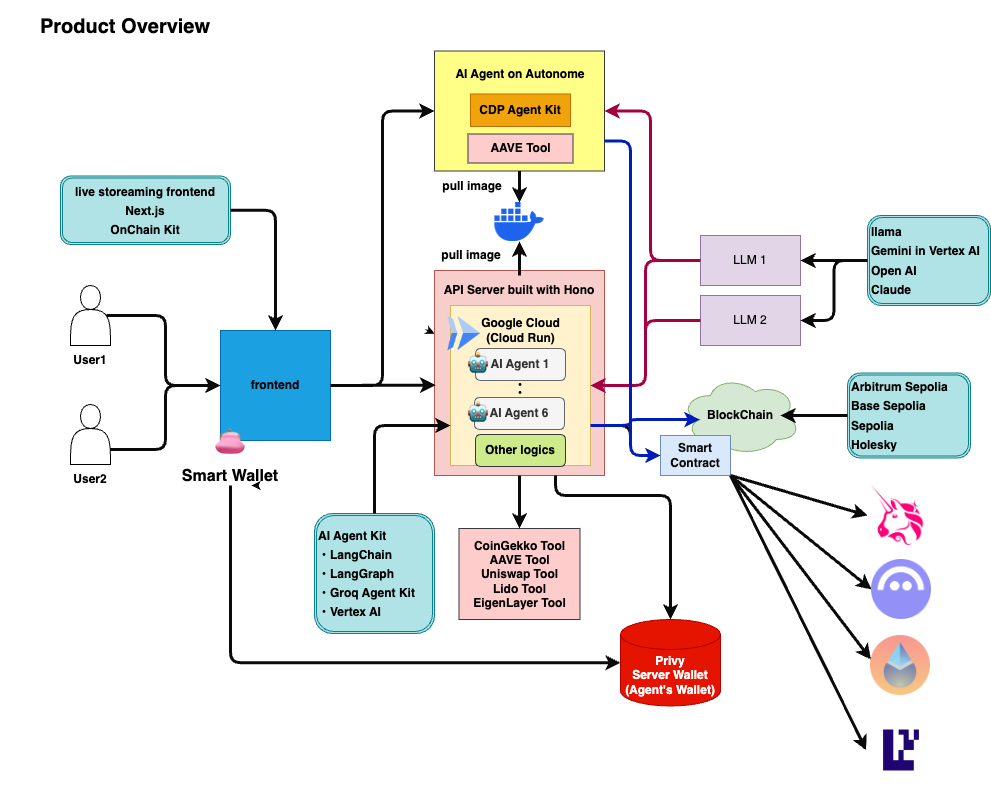 Product Overview
AI Agent on Autonome
CDP Agent Kit
AAVE Tool
pull image
live storeaming frontend
Next.js
OnChain Kit
pull image
llama
Gemini in Vertex AI
Open AI
Claude
LLM 1
LLM 2
API Server built with Hono
Google Cloud
(Cloud Run)
AI Agent 1
:
AI Agent 6
Other logics
User1
frontend
User2
Smart Wallet
BlockChain
Arbitrum Sepolia
Base Sepolia
Sepolia
Holesky
Smart
Contract
AI Agent Kit
・LangChain
・LangGraph
・Groq Agent Kit
・Vertex AI
CoinGekko Tool
AAVE Tool
Uniswap Tool
Lido Tool
EigenLayer Tool
Privy
Server Wallet
(Agent's Wallet)